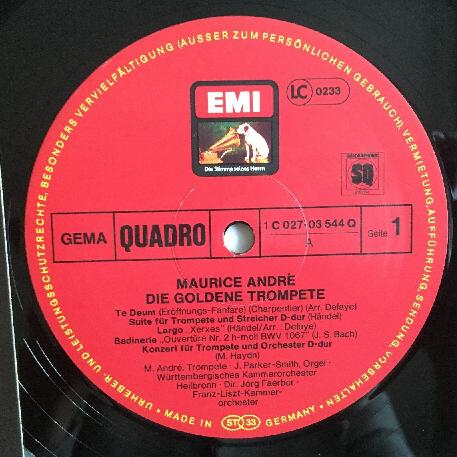 URHEBER- UND LEISTUNGSSCHUTZRECHTE, BESONDERS VERVIELFÄLTIGUNG (AUSSER ZUM PERSÖNLICHEN GEBRAUCH), VERMIETUNG, AUFFÜHRUNG, SENDUNG VORBEHALTEN
EMI
LC 0233
Die Stimme seines Herrn
SQ
GEMA
QUADRO
1 C 027-03 544 Q
A
Seite 1
MAURICE ANDRÉ
DIE GOLDENE TROMPETE
Te Deum (Eröffnungs-Fanfare) (Charpentier) (Arr. Defaye)
Suite für Trompete und Streicher D-dur (Händel)
Largo „Xerxes" (Händel/Arr.: Defaye)
Badinerie „Ouvertüre Nr. 2 h-moll BWV 1067" (J. S. Bach)
Konzert für Trompete und Orchester D-dur
(M. Haydn)
M. André, Trompete · J. Parker-Smith, Orgel ·
Württembergisches Kammerorchester
Heilbronn · Dir. Jörg Faerber ·
Franz-Liszt-Kammer-
orchester
MADE IN ST 33 GERMANY